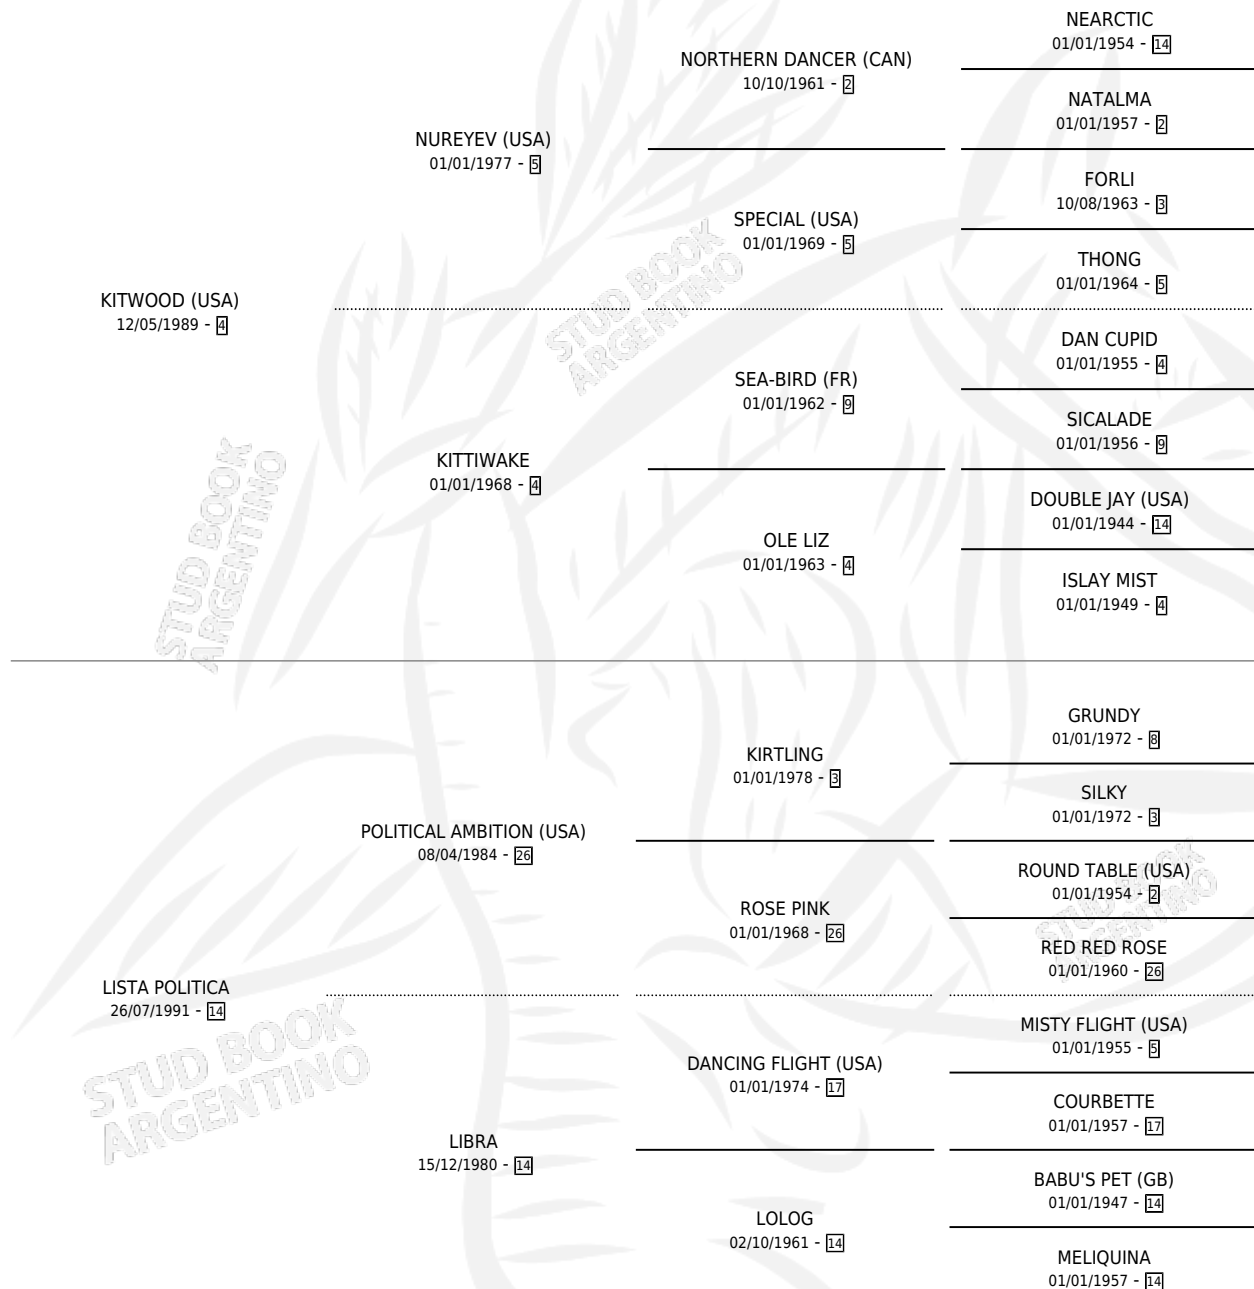 NEARCTIC
01/01/1954 - 14
NORTHERN DANCER (CAN)
10/10/1961 - 2
NATALMA
01/01/1957 - 2
NUREYEV (USA)
01/01/1977 - 5
FORLI
10/08/1963 - 3
SPECIAL (USA)
01/01/1969 - 5
THONG
01/01/1964 - 5
KITWOOD (USA)
12/05/1989 - 4
DAN CUPID
01/01/1955 - 4
SEA-BIRD (FR)
01/01/1962 - 9
SICALADE
01/01/1956 - 9
KITTIWAKE
01/01/1968 - 4
DOUBLE JAY (USA)
01/01/1944 - 14
OLE LIZ
01/01/1963 - 4
ISLAY MIST
01/01/1949 - 4
GRUNDY
01/01/1972 - 8
KIRTLING
01/01/1978 - 3
SILKY
01/01/1972 - 3
POLITICAL AMBITION (USA)
08/04/1984 - 26
ROUND TABLE (USA)
01/01/1954 - 2
ROSE PINK
01/01/1968 - 26
RED RED ROSE
01/01/1960 - 26
LISTA POLITICA
26/07/1991 - 14
MISTY FLIGHT (USA)
01/01/1955 - 5
DANCING FLIGHT (USA)
01/01/1974 - 17
COURBETTE
01/01/1957 - 17
LIBRA
15/12/1980 - 14
BABU'S PET (GB)
01/01/1947 - 14
LOLOG
02/10/1961 - 14
MELIQUINA
01/01/1957 - 14
STUD BOOK
ARGENTINO
STUD BOOK
ARGENTINO
STUD BOOK
ARGENTINO
STUD BOOK
ARGENTINO